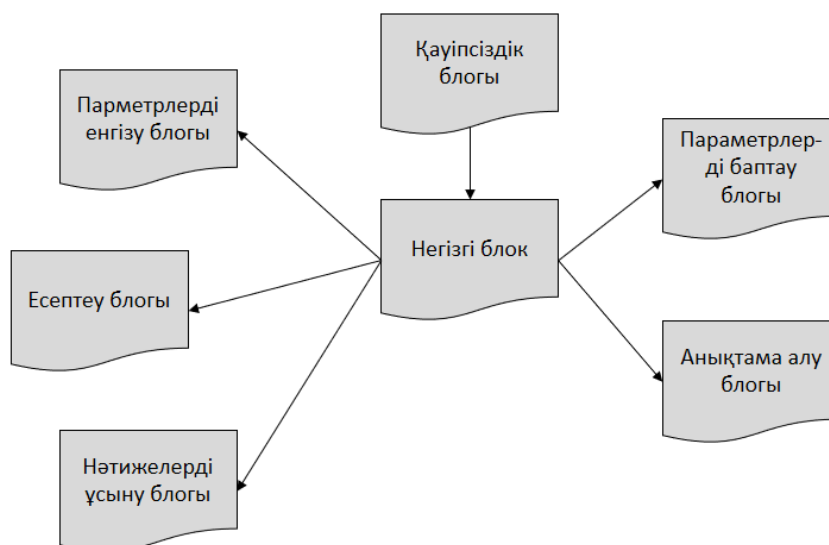 Қауіпсіздік
блогы
Парметрлерді
енгізу блогы
Параметрлер-
ді баптау
блогы
Негізгі блок
Есептеу блогы
Анықтама алу
блогы
Нәтижелерді
ұсыну блогы